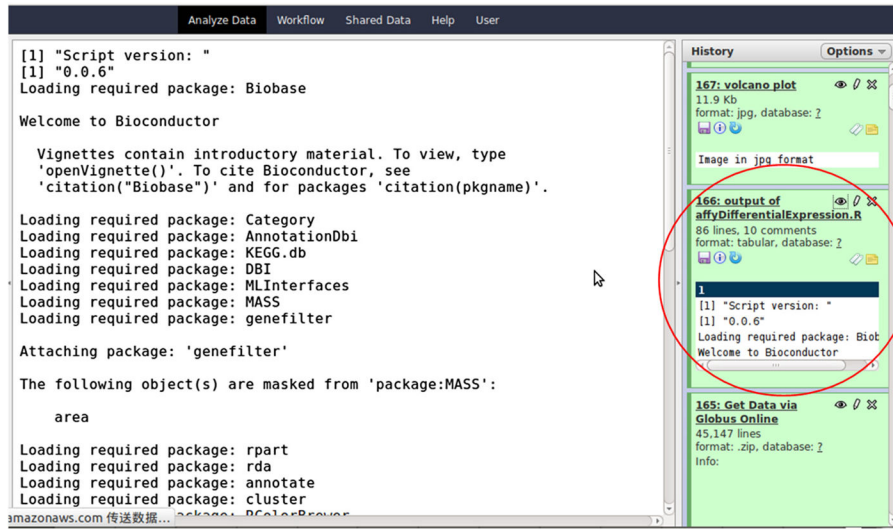 Analyze Data Workflow Shared Data Help User
[1] "Script version: "
[1] "0.0.6"
Loading required package: Biobase
Welcome to Bioconductor
Vignettes contain introductory material. To view, type
'openVignette()'. To cite Bioconductor, see
'citation("Biobase")' and for packages 'citation(pkgname)'.
Loading required package: Category
Loading required package: AnnotationDbi
Loading required package: KEGG.db
Loading required package: DBI
Loading required package: MLInterfaces
Loading required package: MASS
Loading required package: genefilter
Attaching package: 'genefilter'
The following object(s) are masked from 'package:MASS':
area
Loading required package: rpart
Loading required package: rda
Loading required package: annotate
Loading required package: cluster
package: RColorBrewer
amazonaws.com 传送数据...
History Options
167: volcano plot
11.9 Kb
format: jpg, database: ?
Image in jpg format
166: output of
affyDifferentialExpression.R
86 lines, 10 comments
format: tabular, database: ?
1
[1] "Script version: "
[1] "0.0.6"
Loading required package: Biob
Welcome to Bioconductor
165: Get Data via
Globus Online
45,147 lines
format: .zip, database: ?
Info: